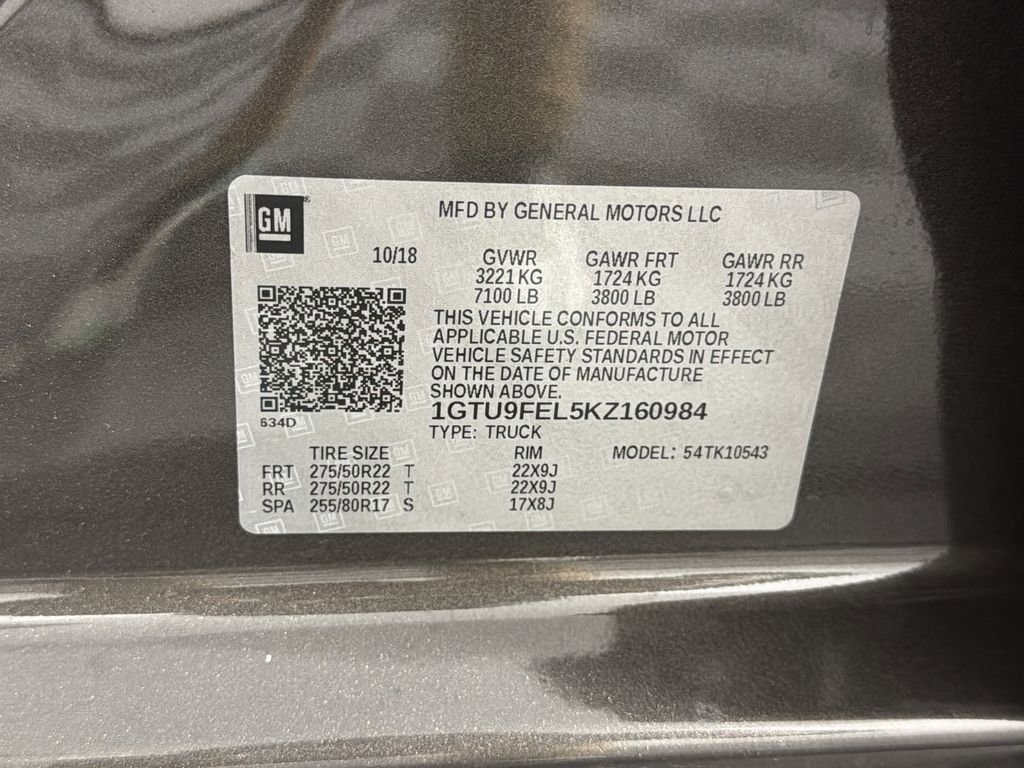 GM
MFD BY GENERAL MOTORS LLC
10/18 GVWR GAWR FRT GAWR RR
3221 KG 1724 KG 1724 KG
7100 LB 3800 LB 3800 LB
THIS VEHICLE CONFORMS TO ALL
APPLICABLE U.S. FEDERAL MOTOR
VEHICLE SAFETY STANDARDS IN EFFECT
ON THE DATE OF MANUFACTURE
SHOWN ABOVE.
1GTU9FEL5KZ160984
634D
TYPE: TRUCK
TIRE SIZE RIM MODEL: 54TK10543
FRT 275/50R22 T 22X9J
RR 275/50R22 T 22X9J
SPA 255/80R17 S 17X8J